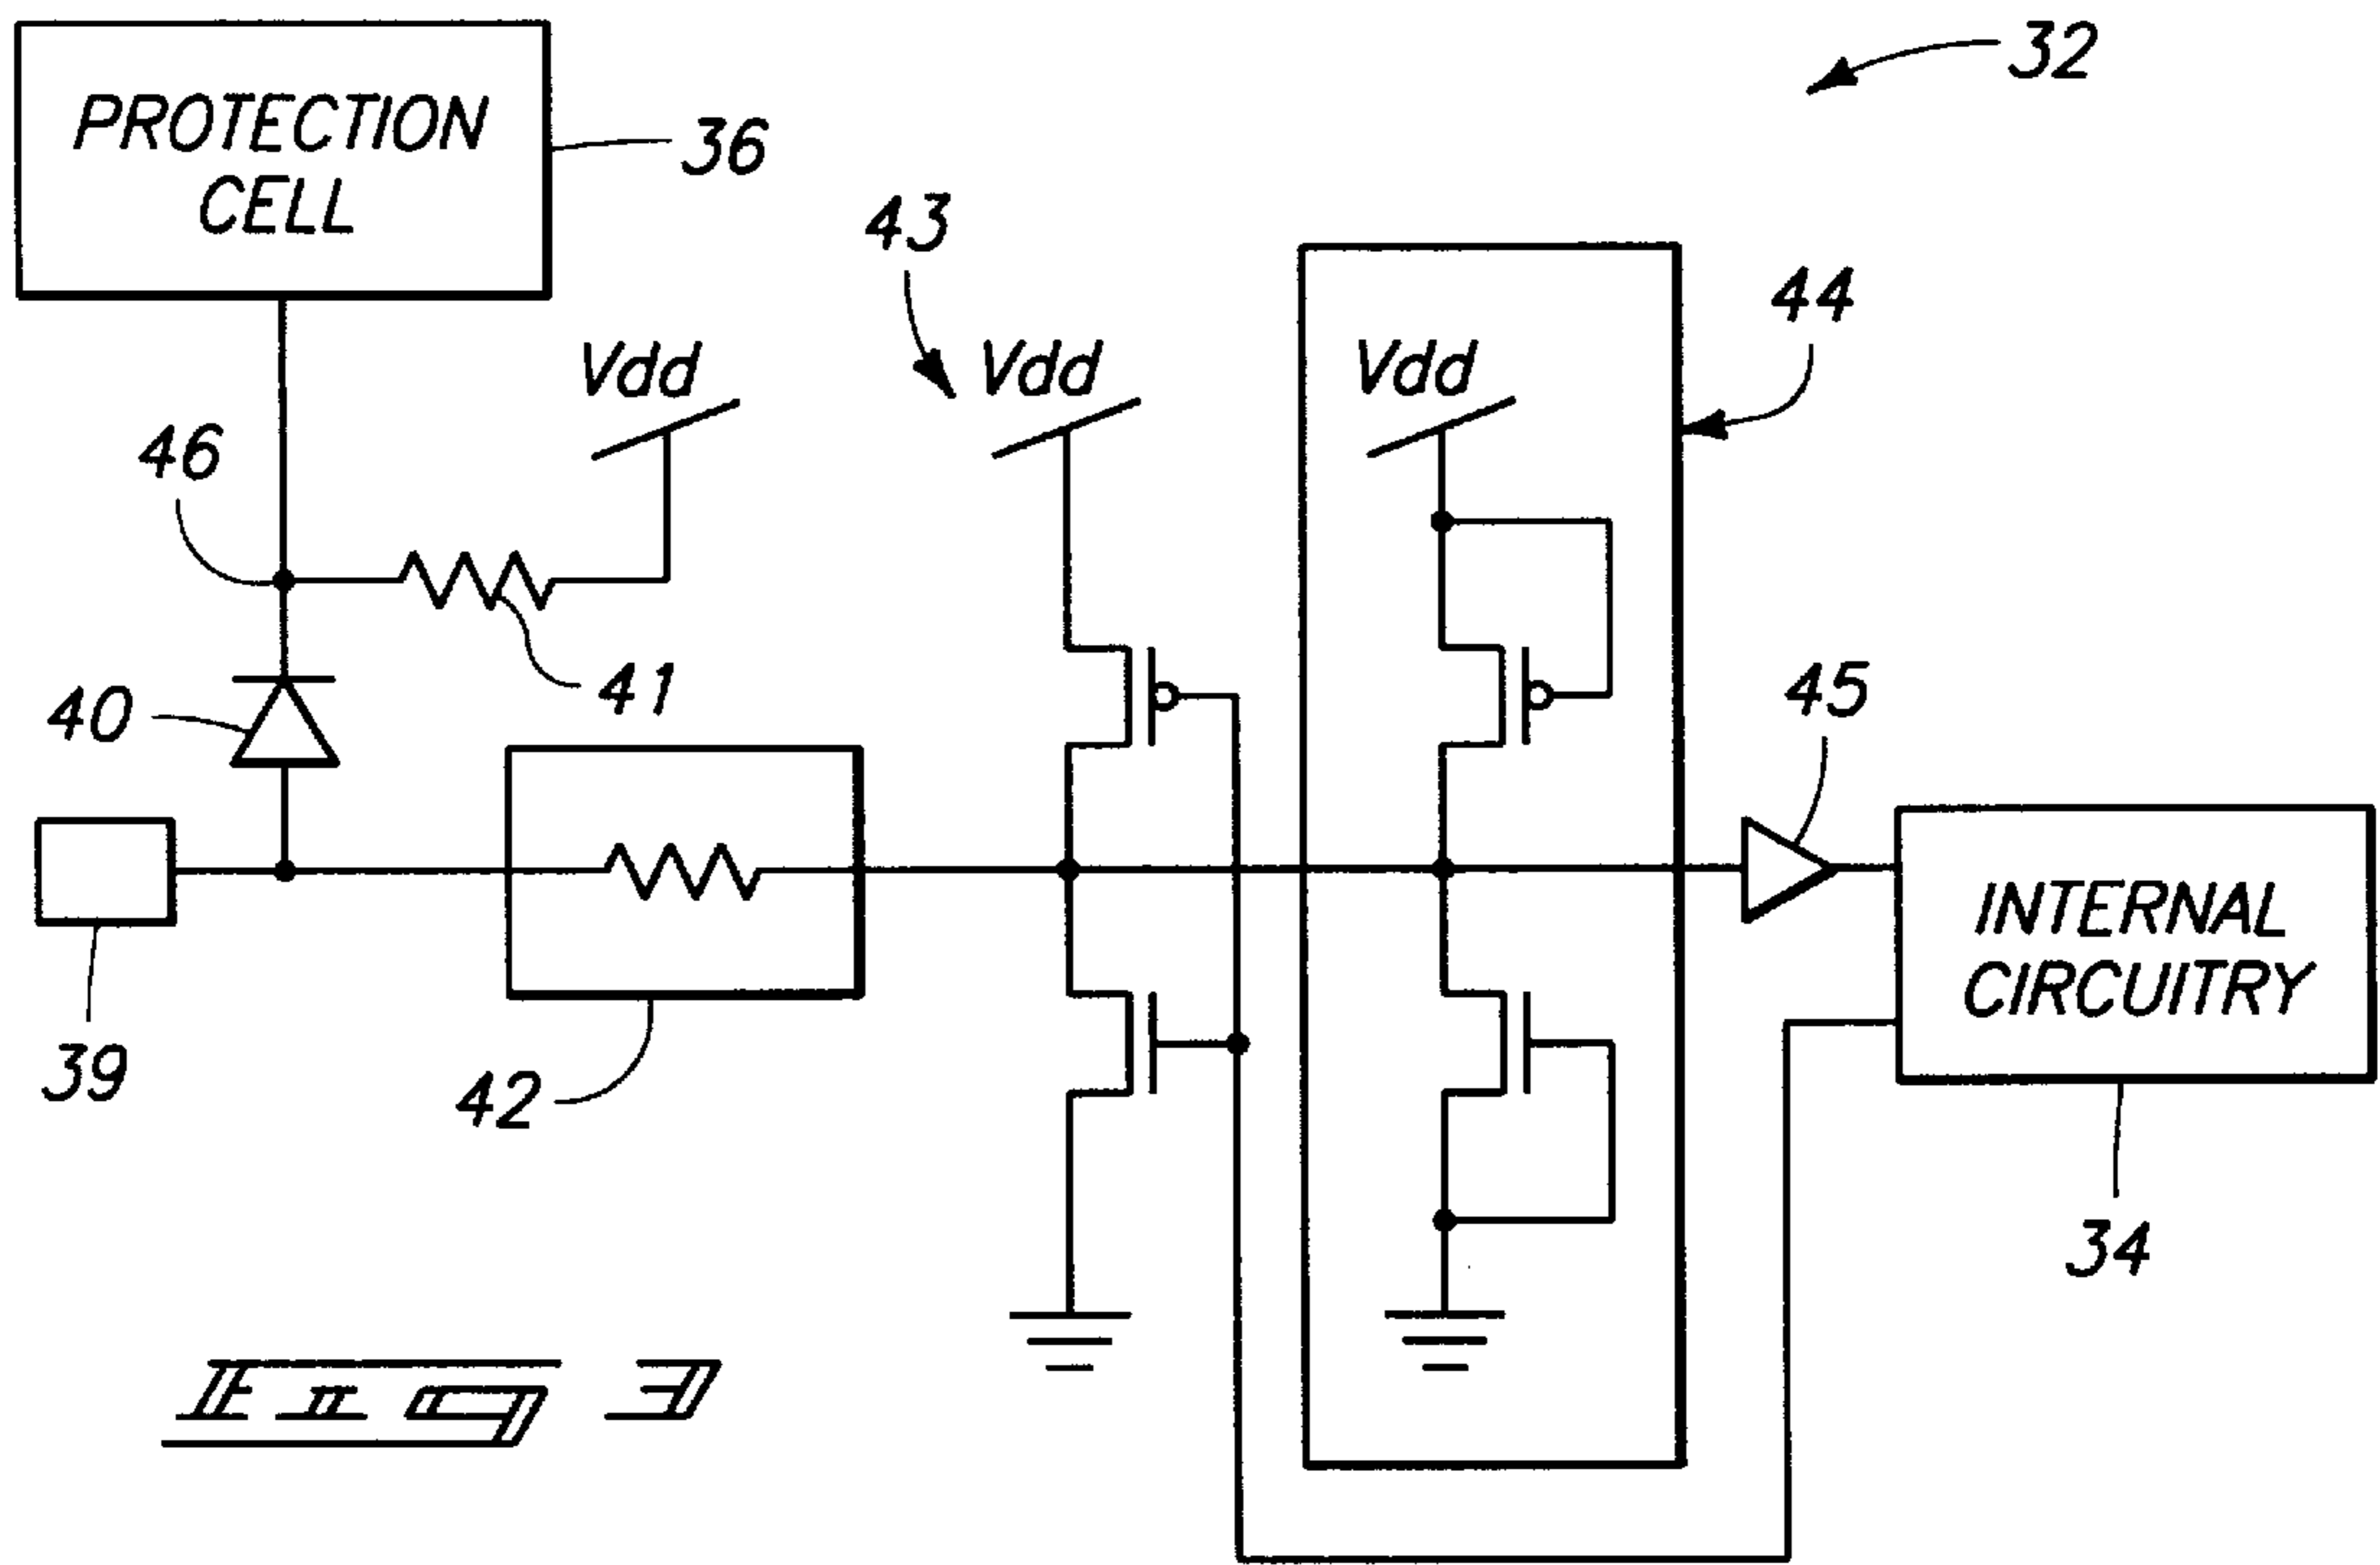 32
PROTECTION
CELL
36
43
44
Vdd
Vdd
Vdd
46
40
41
45
39
42
INTERNAL
CIRCUITRY
34
Fig 3